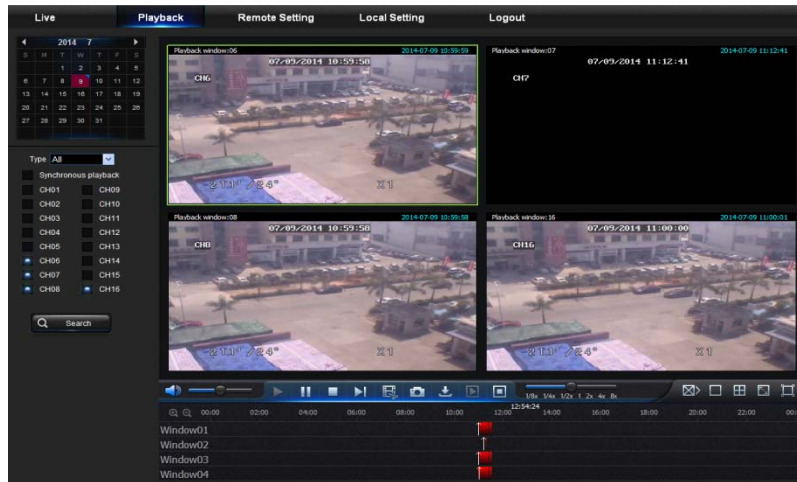 Live Playback Remote Setting Local Setting Logout
2014 7
S M T W T F S
1 2 3 4 5
6 7 8 9 10 11 12
13 14 15 16 17 18 19
20 21 22 23 24 25 26
27 28 29 30 31
Type All
Synchronous playback
CH01 CH09
CH02 CH10
CH03 CH11
CH04 CH12
CH05 CH13
CH06 CH14
CH07 CH15
CH08 CH16
Search
Playback window:06 2014-07-09 10:59:59
07/09/2014 10:59:58
CH6
X1
Playback window:07 2014-07-09 11:12:41
07/09/2014 11:12:41
CH7
Playback window:08 2014-07-09 10:59:58
07/09/2014 10:59:58
CH8
X1
Playback window:16 2014-07-09 11:00:01
07/09/2014 11:00:00
CH16
X1
1/8x 1/4x 1/2x 1 2x 4x 8x
12:54:24
00:00 02:00 04:00 06:00 08:00 10:00 12:00 14:00 16:00 18:00 20:00 22:00
Window01
Window02
Window03
Window04